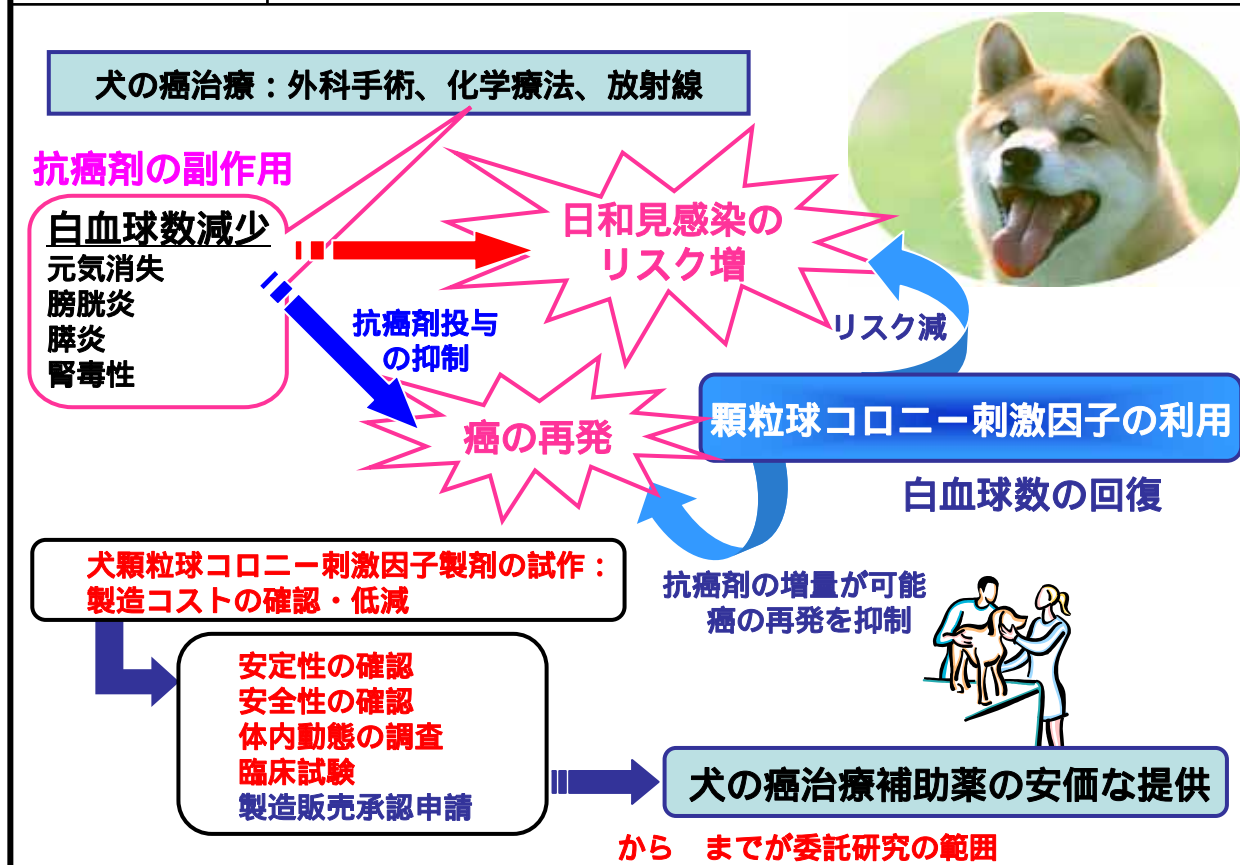 犬の癌治療：外科手術、化学療法、放射線
抗癌剤の副作用
白血球数減少
元気消失
膀胱炎
膵炎
腎毒性
日和見感染の
リスク増
抗癌剤投与
の抑制
リスク減
癌の再発
顆粒球コロニー刺激因子の利用
白血球数の回復
抗癌剤の増量が可能
癌の再発を抑制
犬顆粒球コロニー刺激因子製剤の試作：
製造コストの確認・低減
安定性の確認
安全性の確認
体内動態の調査
臨床試験
製造販売承認申請
犬の癌治療補助薬の安価な提供
から　までが委託研究の範囲